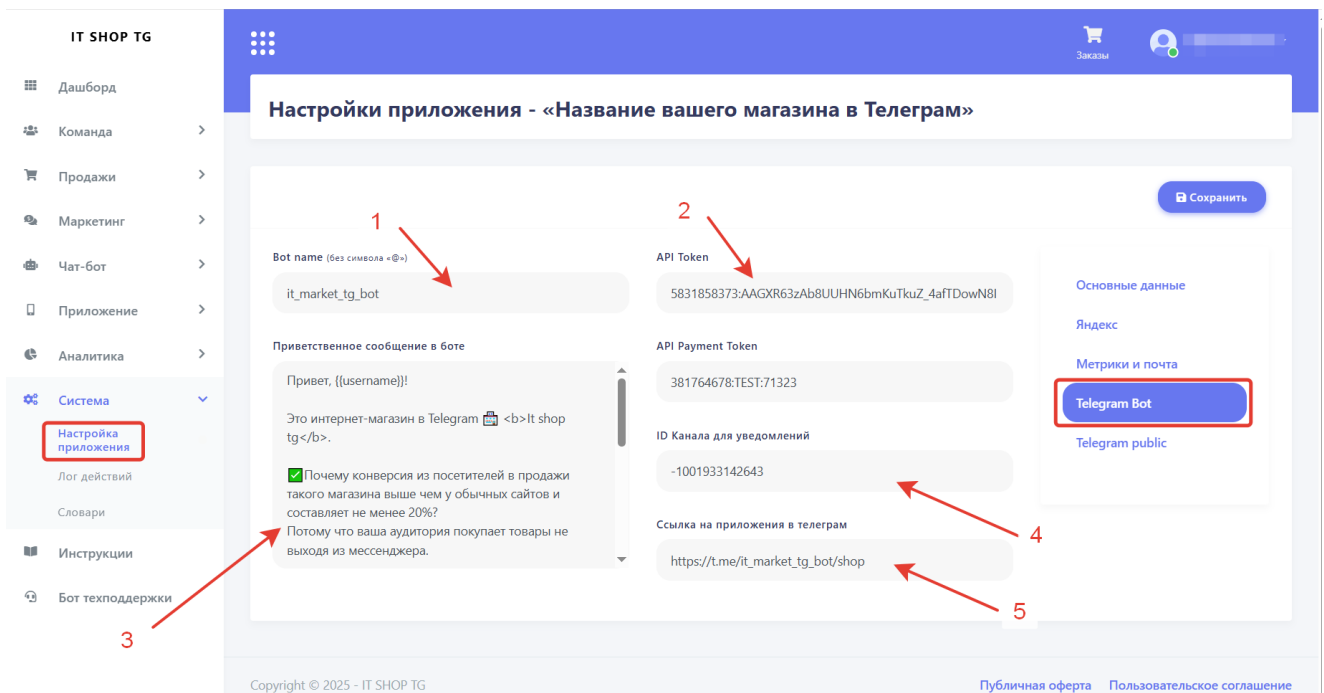 IT SHOP TG
Заказы
Дашборд
Команда
Продажи
Маркетинг
Чат-бот
Приложение
Аналитика
Система
Настройка
приложения
Лог действий
Словари
Инструкции
Бот техподдержки
Настройки приложения - «Название вашего магазина в Телеграм»
Сохранить
1
2
Bot name (без символа «@»)
it_market_tg_bot
API Token
5831858373:AAGXR63zAb8UUHN6bmKuTkuZ_4afTDowN8I
Приветственное сообщение в боте
Привет, {{username}}!
Это интернет-магазин в Telegram 🏪 <b>It shop
tg</b>.
✅Почему конверсия из посетителей в продажи
такого магазина выше чем у обычных сайтов и
составляет не менее 20%?
Потому что ваша аудитория покупает товары не
выходя из мессенджера.
3
API Payment Token
381764678:TEST:71323
ID Канала для уведомлений
-1001933142643
4
Ссылка на приложения в телеграм
https://t.me/it_market_tg_bot/shop
5
Основные данные
Яндекс
Метрики и почта
Telegram Bot
Telegram public
Copyright © 2025 - IT SHOP TG
Публичная оферта
Пользовательское соглашение